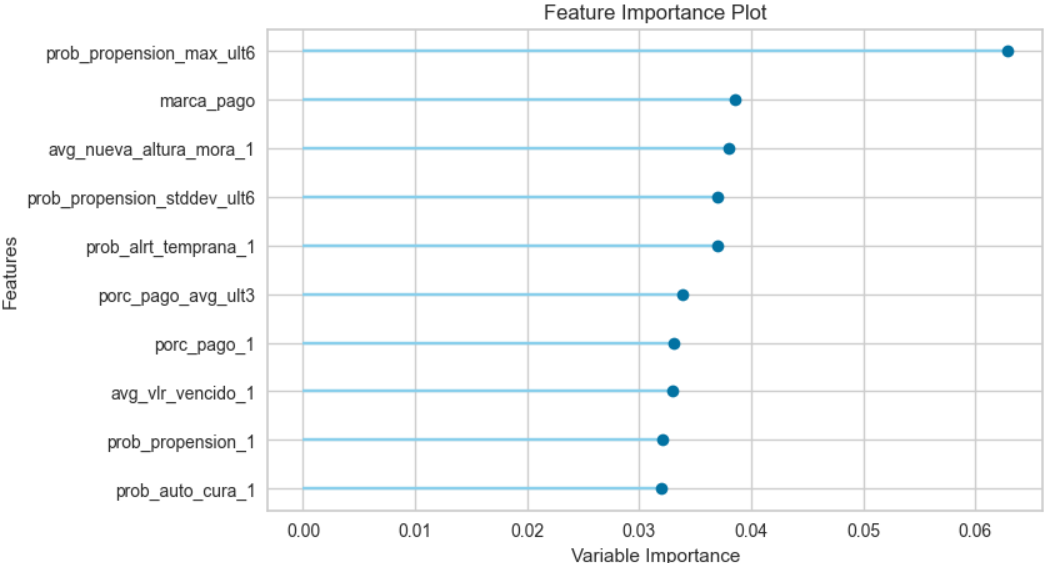 Feature Importance Plot
prob_propension_max_ult6
marca_pago
avg_nueva_altura_mora_1
prob_propension_stddev_ult6
prob_alrt_temprana_1
porc_pago_avg_ult3
porc_pago_1
avg_vlr_vencido_1
prob_propension_1
prob_auto_cura_1
Features
0.00 0.01 0.02 0.03 0.04 0.05 0.06
Variable Importance